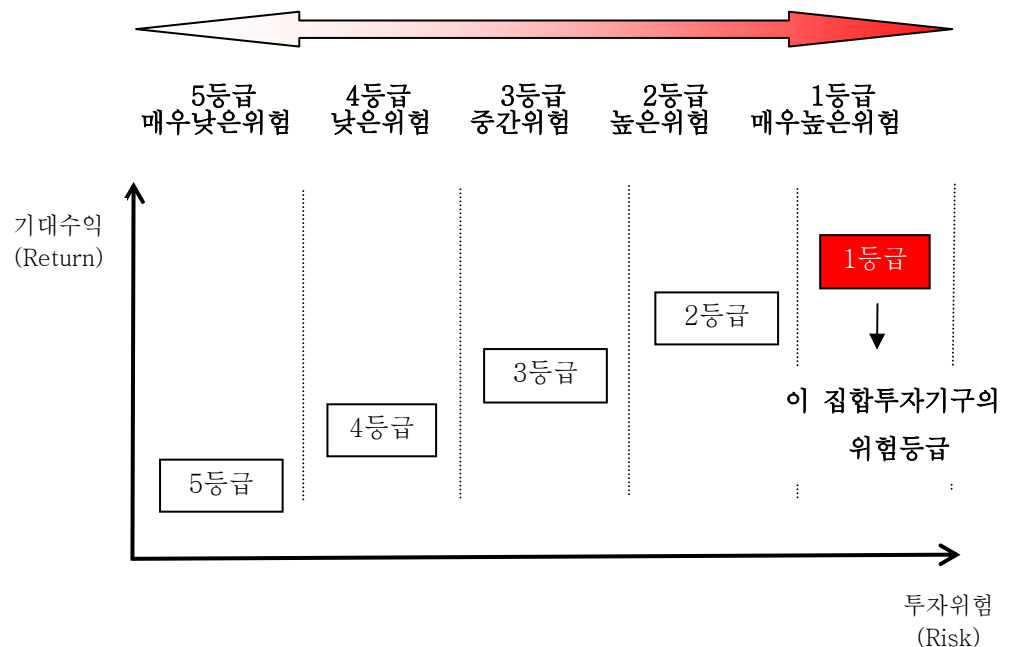 5등급 4등급 3등급 2등급 1등급
매우낮은위험 낮은위험 중간위험 높은위험 매우높은위험
기대수익
(Return)
1등급
2등급
3등급
4등급
5등급
이 집합투자기구의
위험등급
투자위험
(Risk)